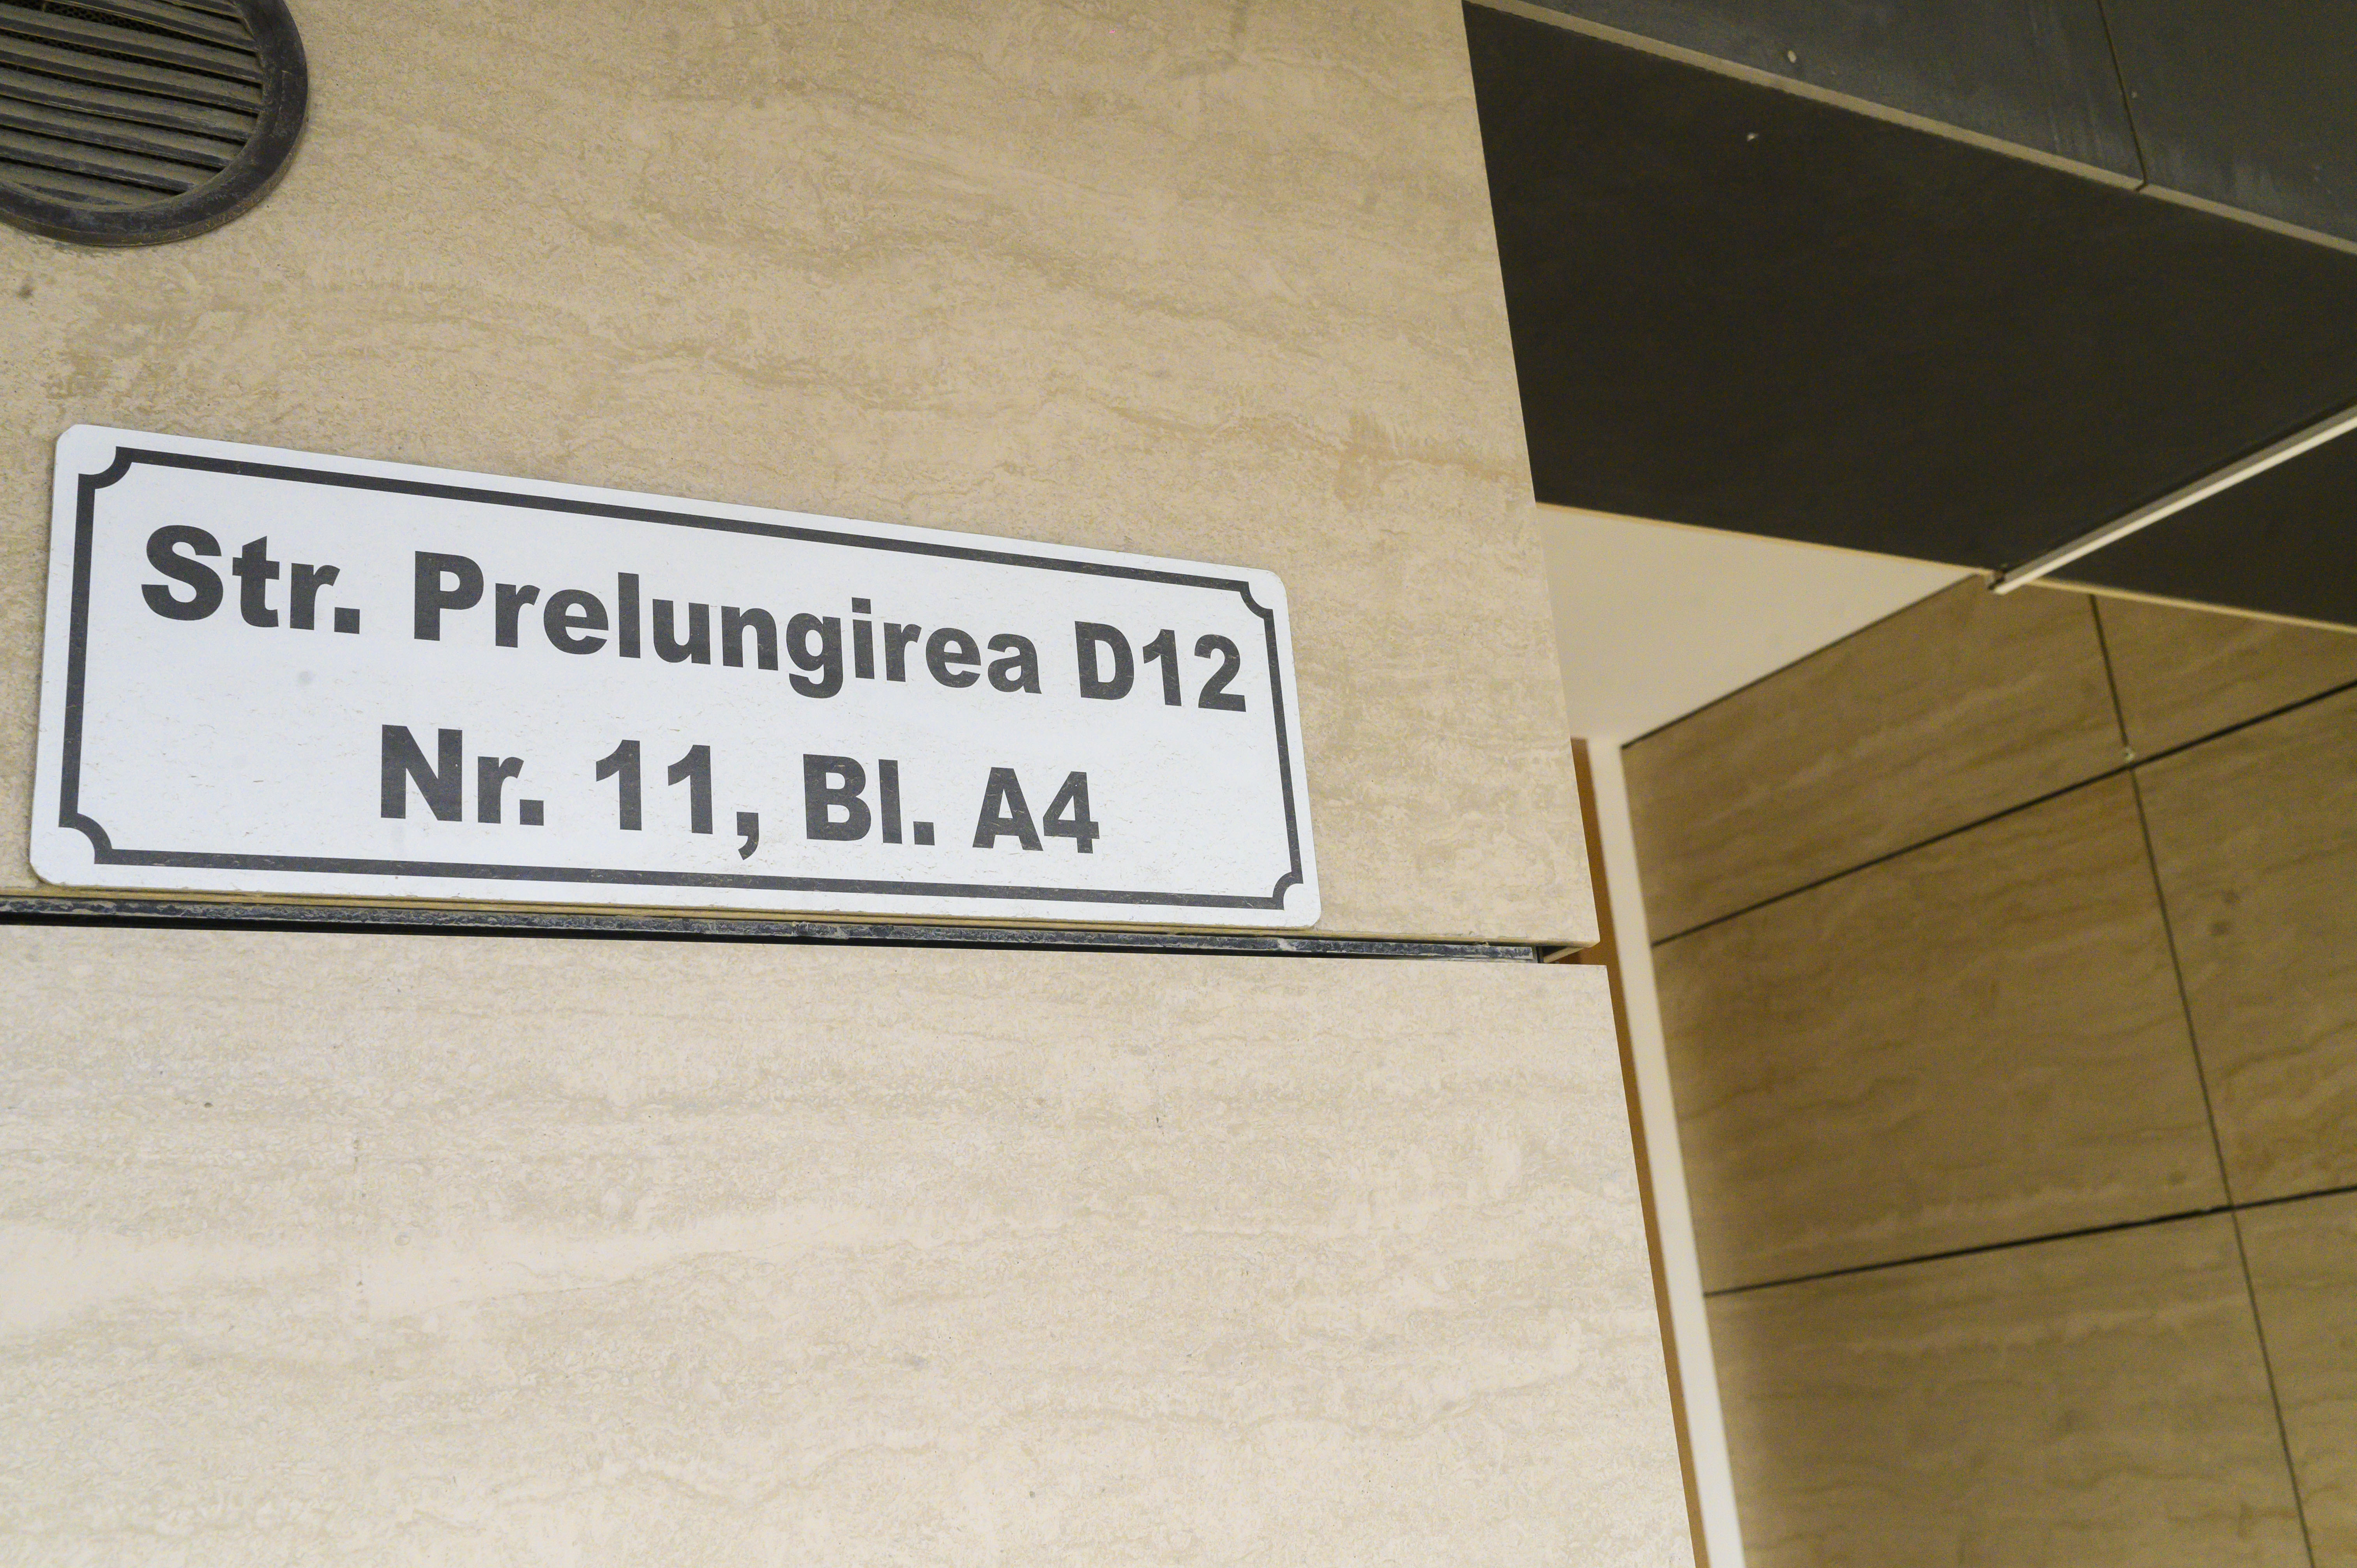 Str. Prelungirea D12
Nr. 11, Bl. A4